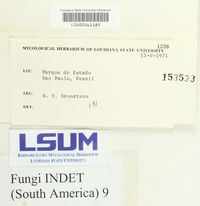 Louisiana State University Herbarium
LSU00141182
MYCOLOGICAL HERBARIUM OF LOUISIANA STATE UNIVERSITY
1208
15-V-1971
LOC. Parque do Estado
Sao Paulo, Brasil
153533
LEG. B. V. Skvortzov
DET.
LSUM
BERNARD LOWY MYCOLOGICAL HERBARIUM
LOUISIANA STATE UNIVERSITY
Fungi INDET
(South America) 9